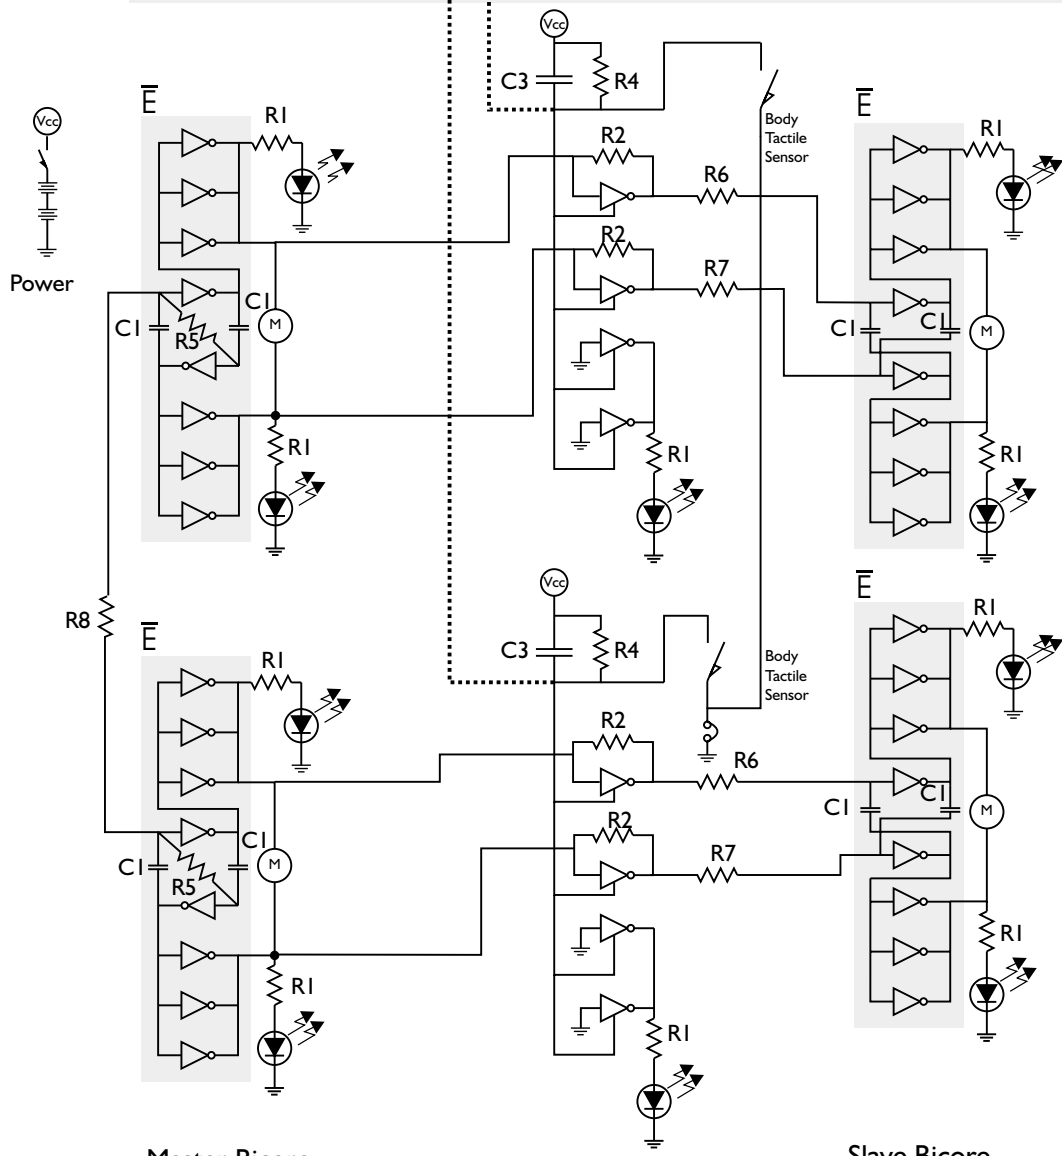 Vcc
C3
R4
E
R1
Vcc
Body
Tactile
Sensor
E
R1
R2
R6
R2
R7
Power
C1
C1
R5
M
C1
C1
M
R1
R1
R1
R8
Vcc
E
E
R1
C3
R4
Body
Tactile
Sensor
R1
R2
R6
C1
C1
M
R2
R7
C1
C1
R5
M
R1
R1
R1
Master Bicore
Slave Bicore